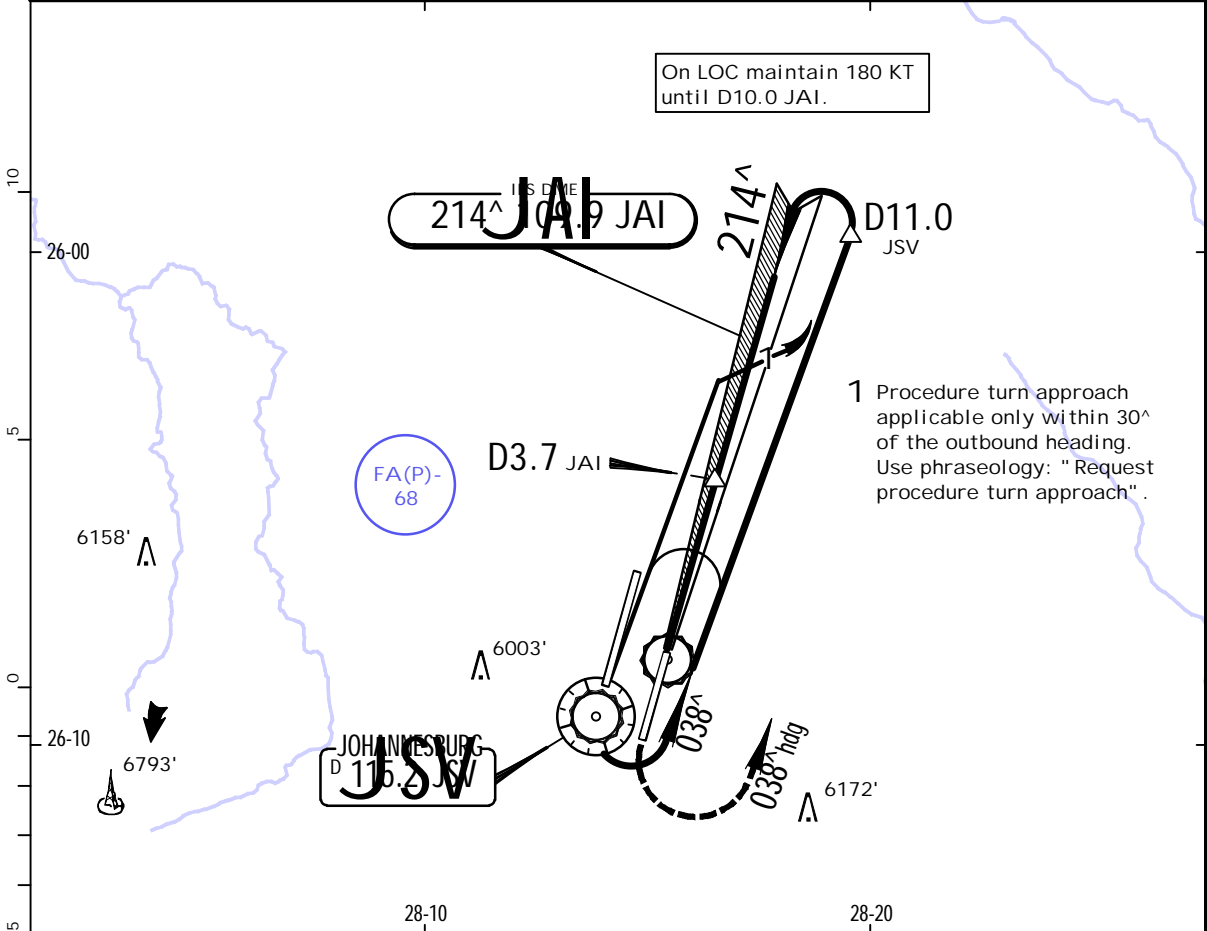 On LOC maintain 180 KT
until D10.0 JAI.
10
ILS DME
JAI
214^ 109.9 JAI
214^
D11.0
JSV
26-00
1
1 Procedure turn approach
applicable only within 30^
of the outbound heading.
Use phraseology: "Request
procedure turn approach".
5
D3.7 JAI
FA(P)-
68
6158'
6003'
0
038^
038^ hdg
26-10
JOHANNESBURG
JSV
D 115.2 JSV
6793'
6172'
28-10
28-20
5